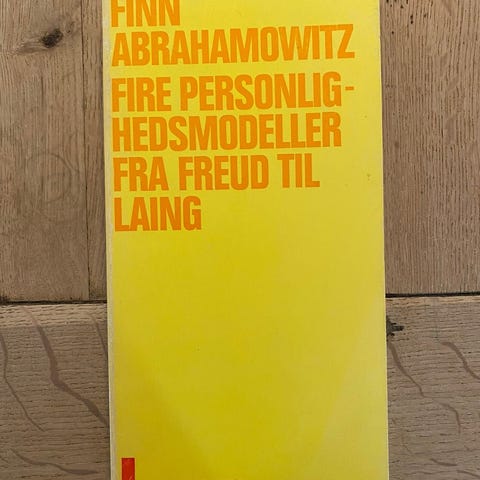 FINN
ABRAHAMOWITZ
FIRE PERSONLIG-
HEDSMODELLER
FRA FREUD TIL
LAING